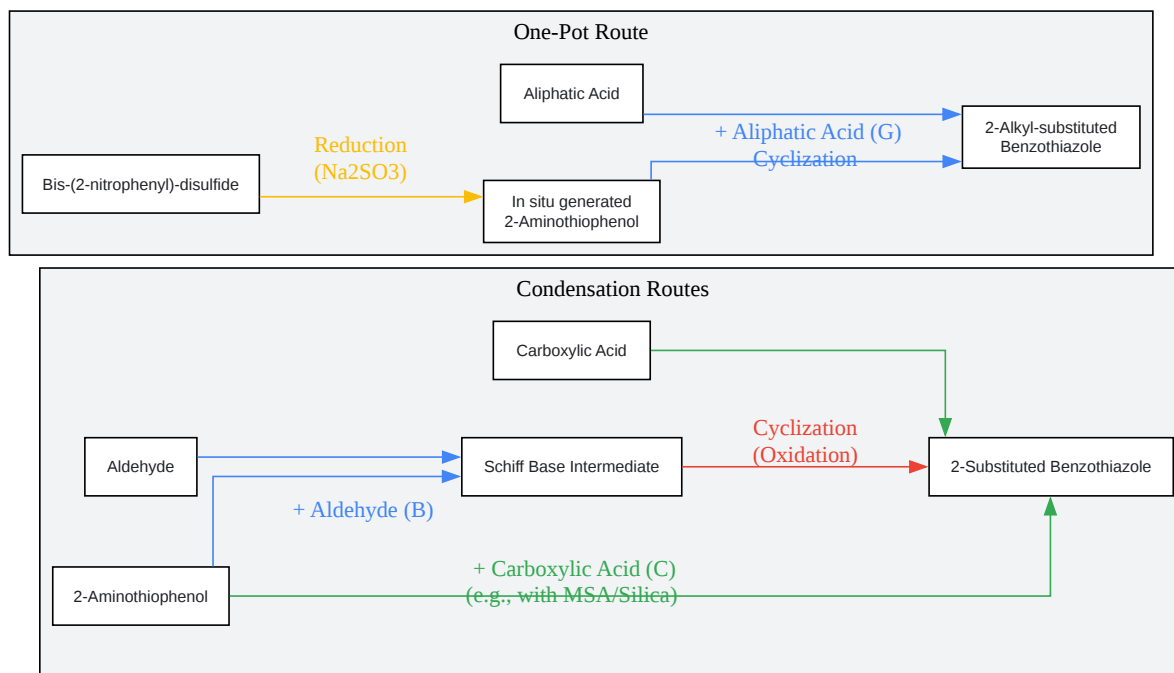 One-Pot Route
Aliphatic Acid
+ Aliphatic Acid (G)
Cyclization
2-Alkyl-substituted
Benzothiazole
Reduction
(Na2SO3)
Bis-(2-nitrophenyl)-disulfide
In situ generated
2-Aminothiophenol
Condensation Routes
Carboxylic Acid
Cyclization
(Oxidation)
Aldehyde
Schiff Base Intermediate
2-Substituted Benzothiazole
+ Aldehyde (B)
2-Aminothiophenol
+ Carboxylic Acid (C)
(e.g., with MSA/Silica)